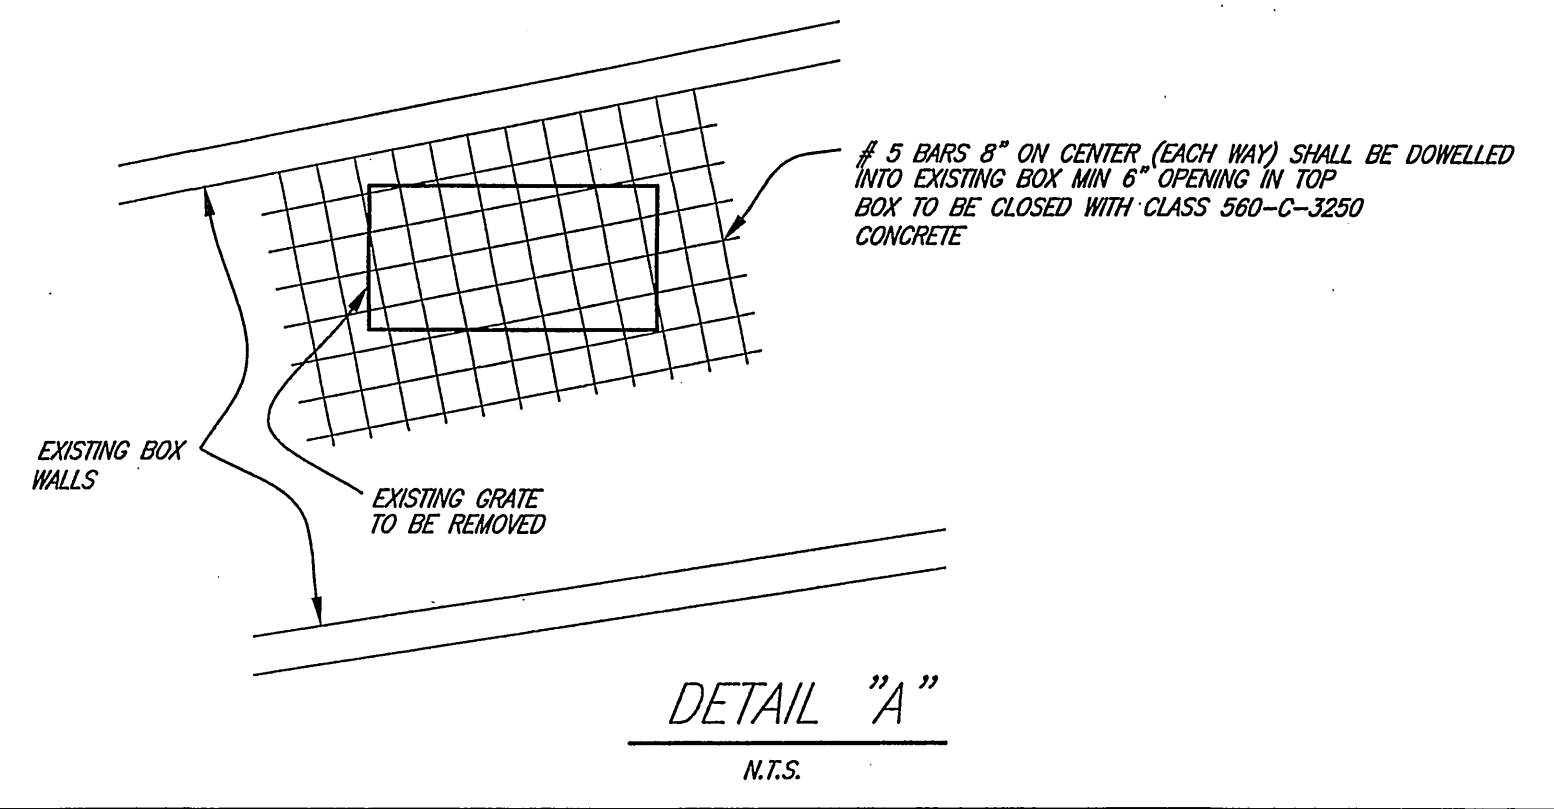 # 5 BARS 8" ON CENTER (EACH WAY) SHALL BE DOWELLED
INTO EXISTING BOX MIN 6" OPENING IN TOP
BOX TO BE CLOSED WITH CLASS 560-C-3250
CONCRETE
EXISTING BOX
WALLS
EXISTING GRATE
TO BE REMOVED
DETAIL "A"
N.T.S.